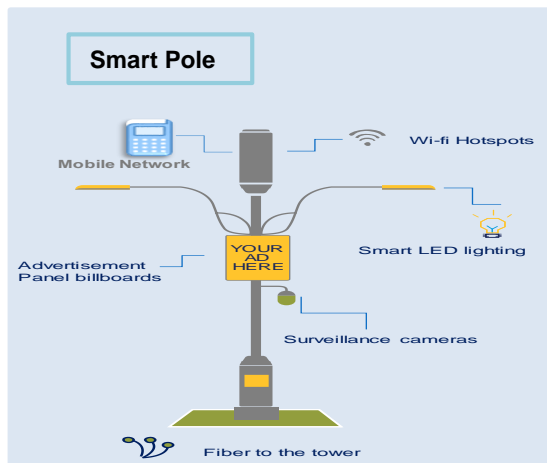 Smart Pole
Wi-fi Hotspots
Mobile Network
YOUR
AD
HERE
Smart LED lighting
Advertisement
Panel billboards
Surveillance cameras
Fiber to the tower